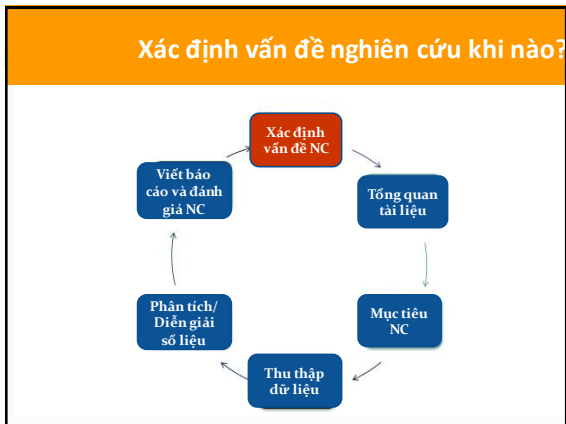 Xác định vấn đề nghiên cứu khi nào?
Xác định
vấn đề NC
Tổng quan
tài liệu
Mục tiêu
NC
Thu thập
dữ liệu
Phân tích/
Diễn giải
số liệu
Viết báo
cáo và đánh
giá NC